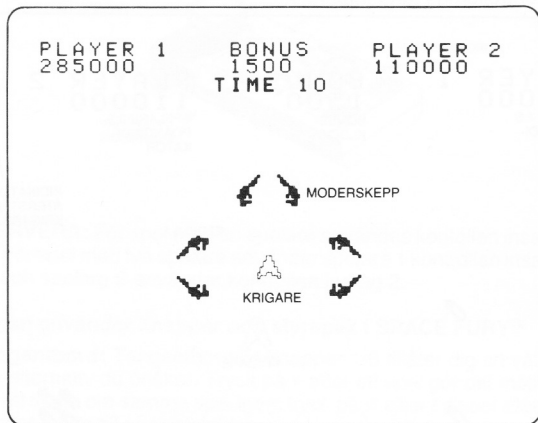 PLAYER 1 BONUS PLAYER 2
285000 1500 110000
TIME 10
MODERSKEPP
KRIGARE